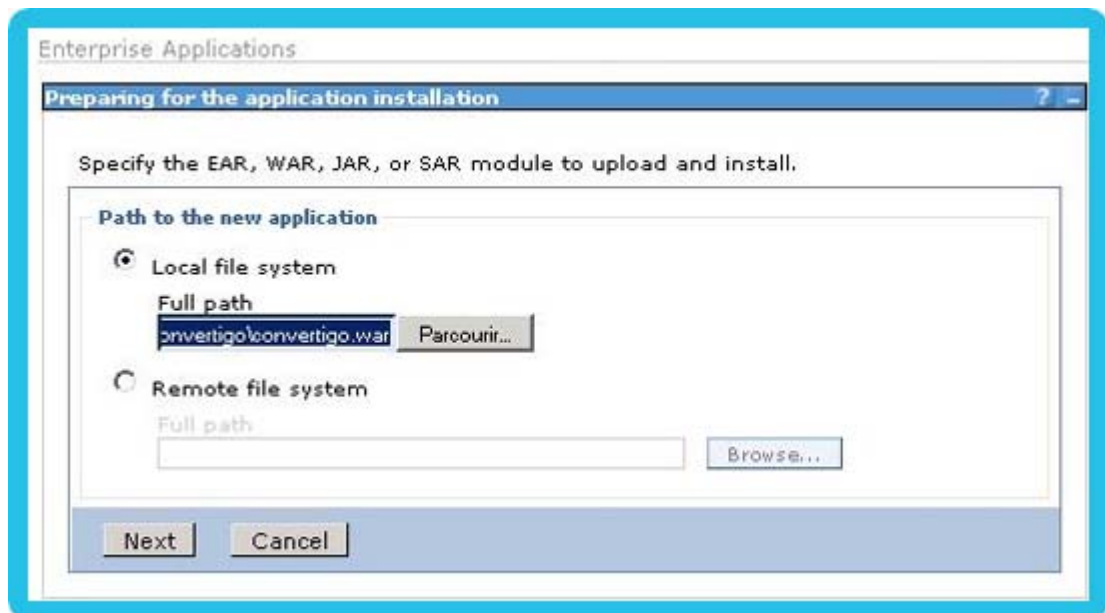 Enterprise Applications
Preparing for the application installation ? -
Specify the EAR, WAR, JAR, or SAR module to upload and install.
Path to the new application
Local file system
Full path
onvertigo\convertigo.war Parcourir...
Remote file system
Full path
Browse...
Next Cancel